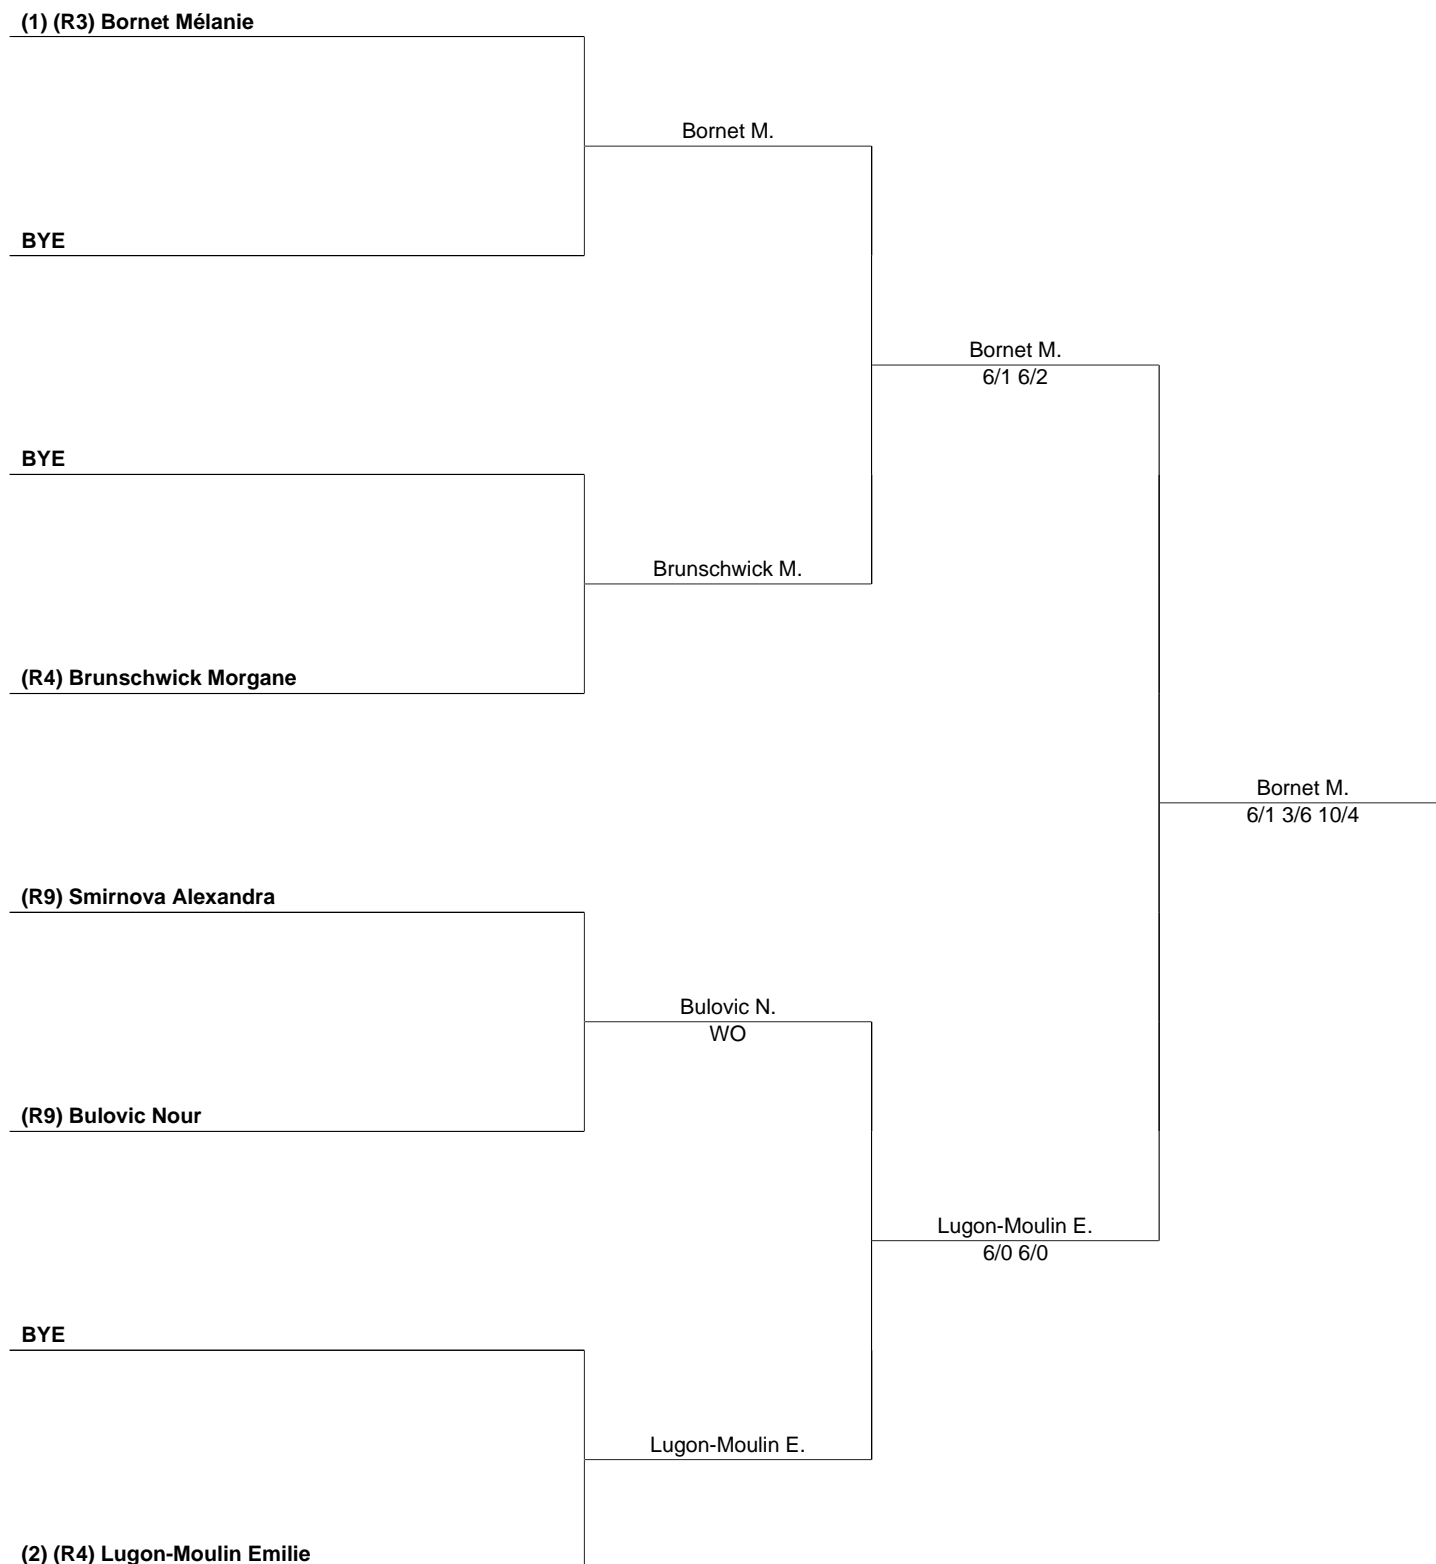 (1) (R3) Bornet Mélanie
Bornet M.
BYE
Bornet M.
6/1 6/2
BYE
Brunschwick M.
(R4) Brunschwick Morgane
Bornet M.
6/1 3/6 10/4
(R9) Smirnova Alexandra
Bulovic N.
WO
(R9) Bulovic Nour
Lugon-Moulin E.
6/0 6/0
BYE
Lugon-Moulin E.
(2) (R4) Lugon-Moulin Emilie